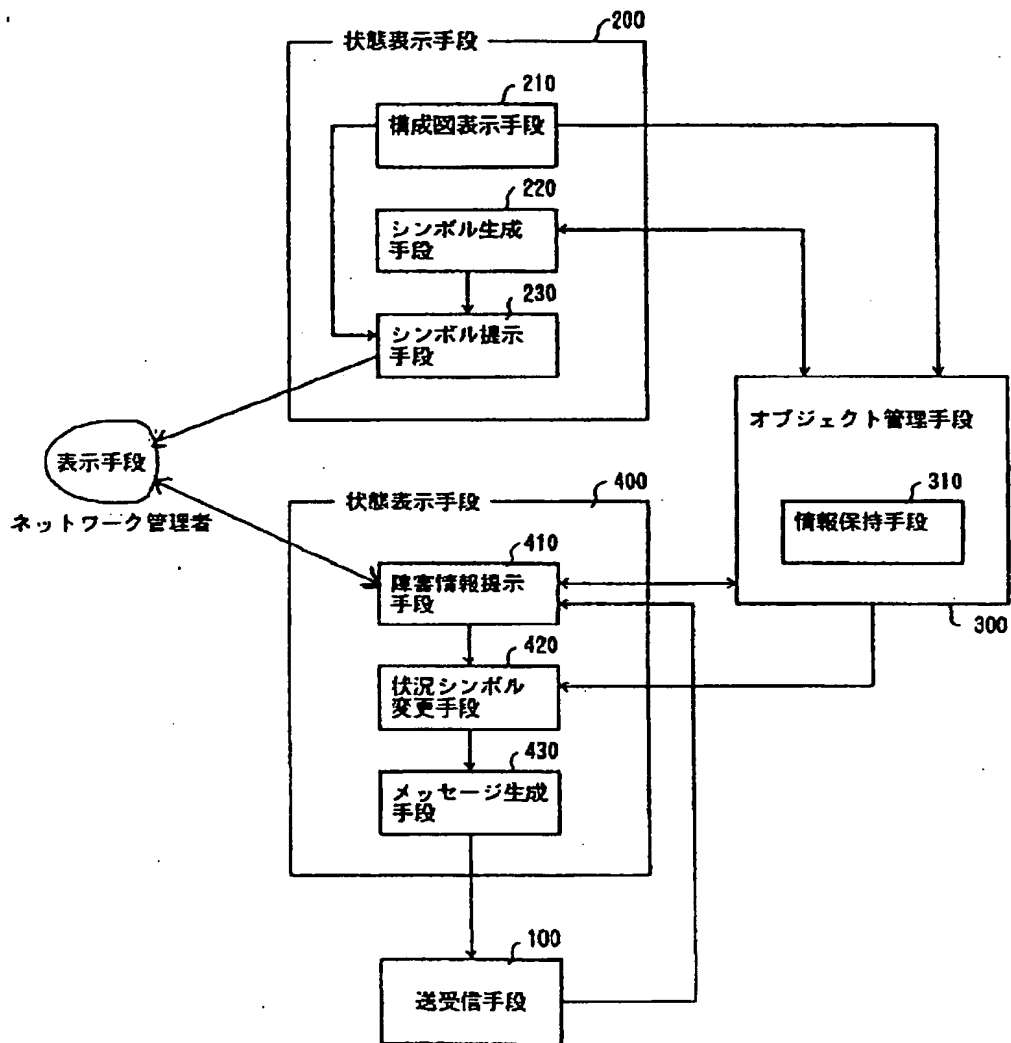 200
状態表示手段
210
構成図表示手段
220
シンボル生成
手段
230
シンボル提示
手段
オブジェクト管理手段
310
情報保持手段
300
表示手段
ネットワーク管理者
400
状態表示手段
410
障害情報提示
手段
420
状況シンボル
変更手段
430
メッセージ生成
手段
100
送受信手段